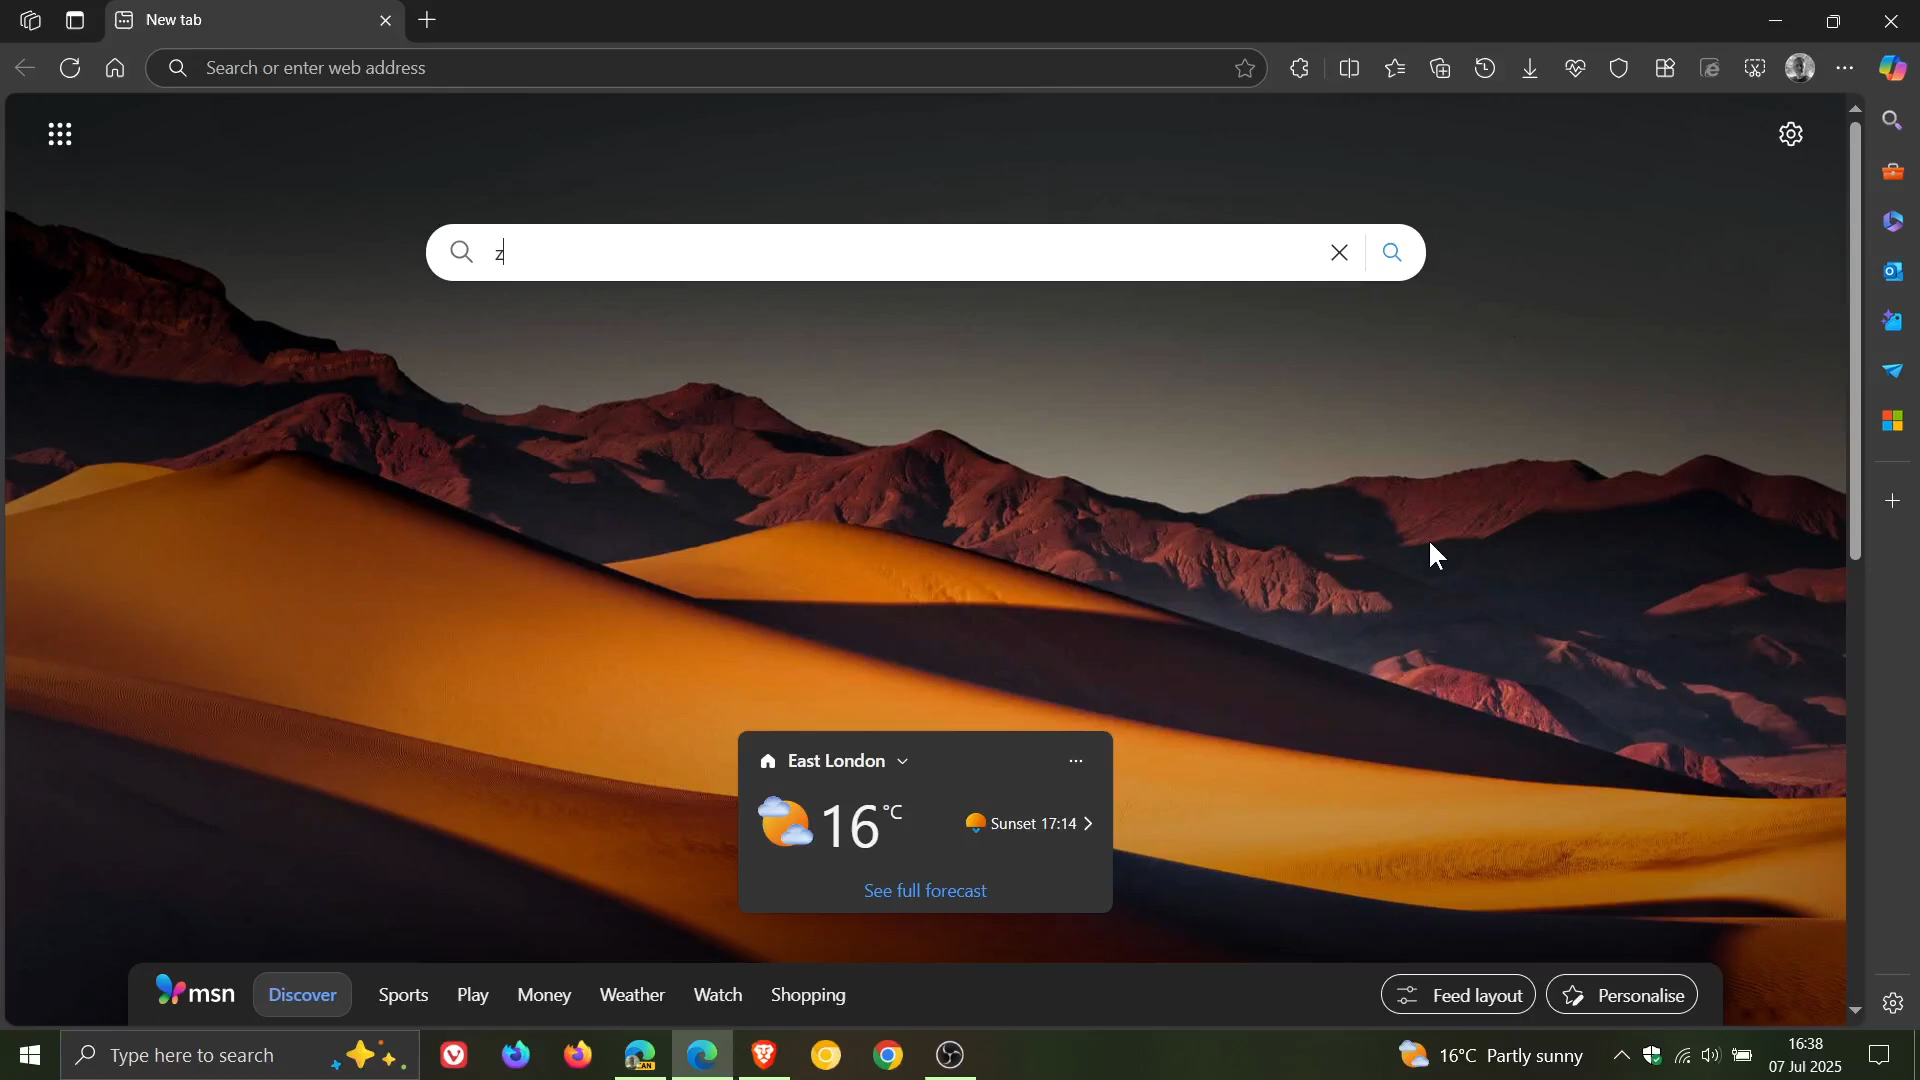 New tab
Search or enter web address
z
East London
16 °C
Sunset 17:14
See full forecast
msn Discover Sports Play Money Weather Watch Shopping
Feed layout Personalise
Type here to search
CAN
16°C Partly sunny
16:38
07 Jul 2025